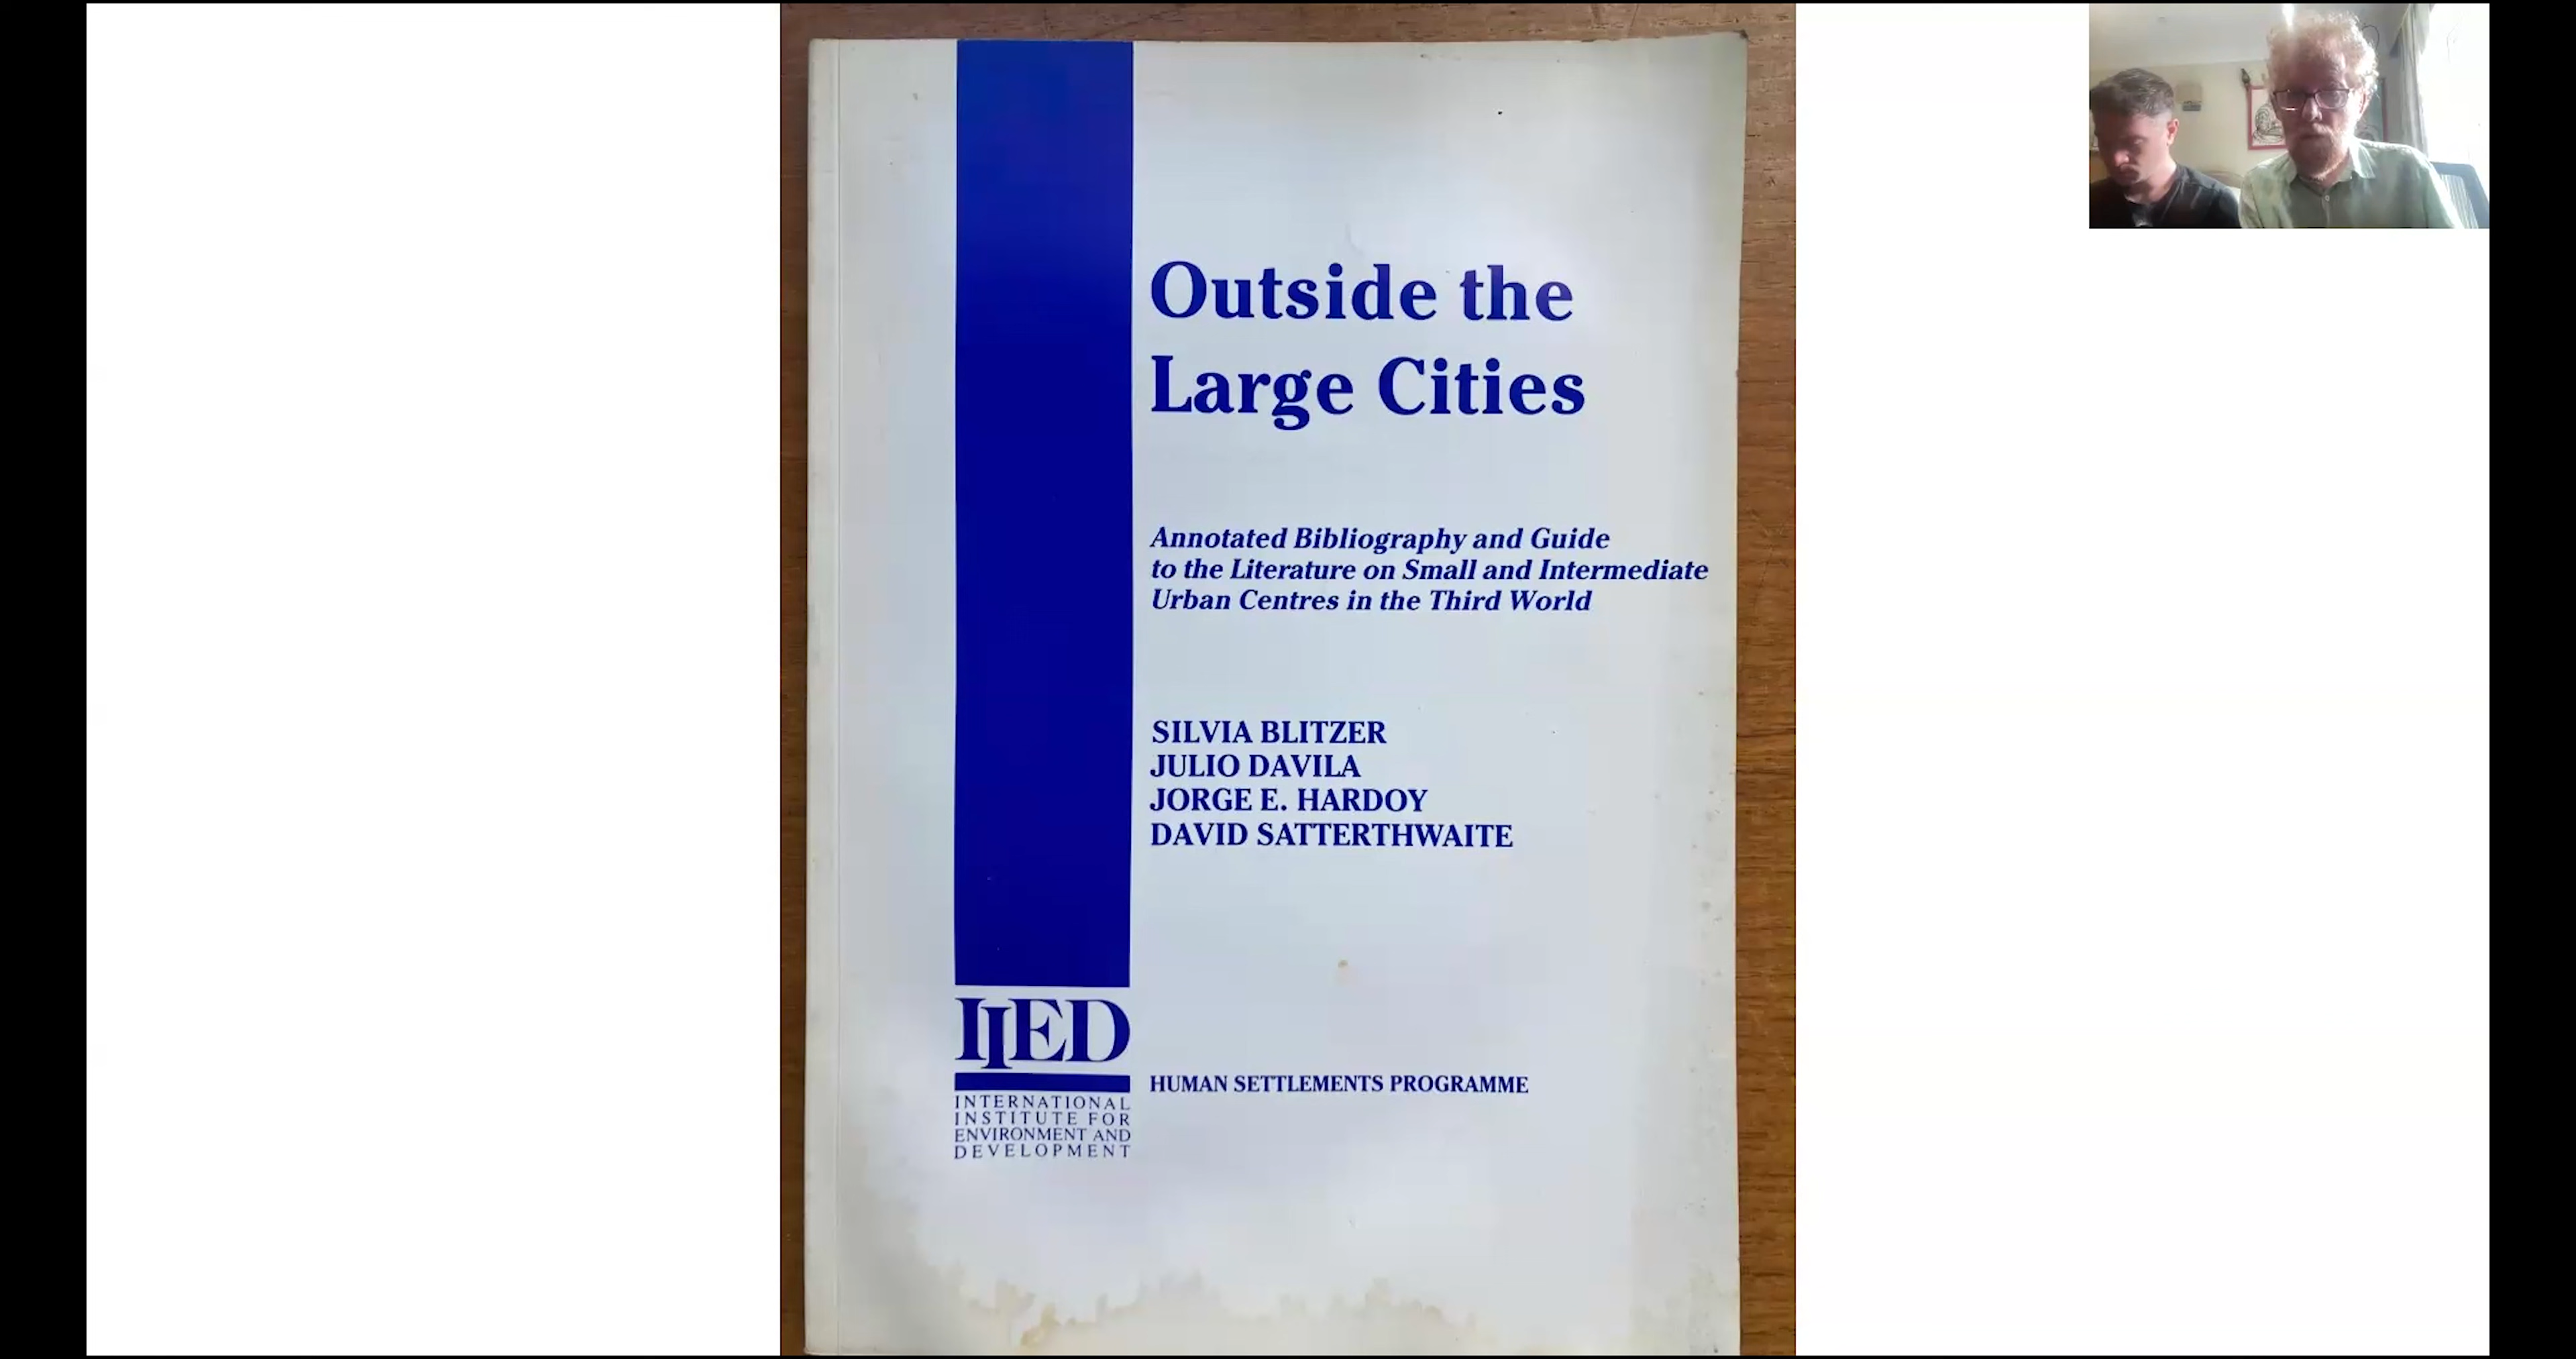 Outside the
Large Cities
Annotated Bibliography and Guide
to the Literature on Small and Intermediate
Urban Centres in the Third World
SILVIA BLITZER
JULIO DAVILA
JORGE E. HARDOY
DAVID SATTERTHWAITE
IIED
INTERNATIONAL
INSTITUTE FOR
ENVIRONMENT AND
DEVELOPMENT
HUMAN SETTLEMENTS PROGRAMME